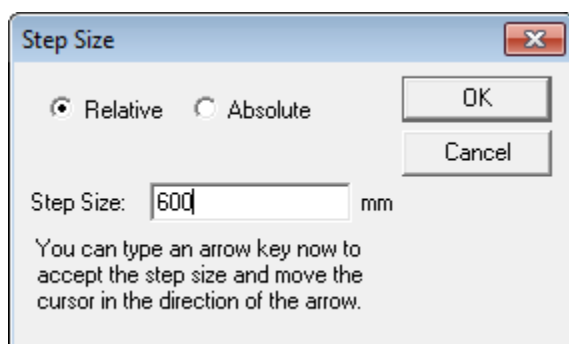 Step Size
Relative Absolute OK
Cancel
Step Size: 600 mm
You can type an arrow key now to
accept the step size and move the
cursor in the direction of the arrow.